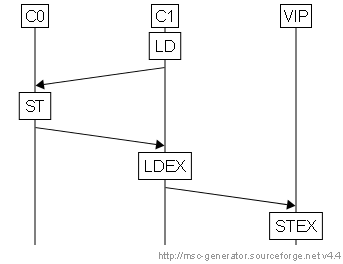 C0 C1 VIP
LD
ST
LDEX
STEX
http://msc-generator.sourceforge.net v4.4